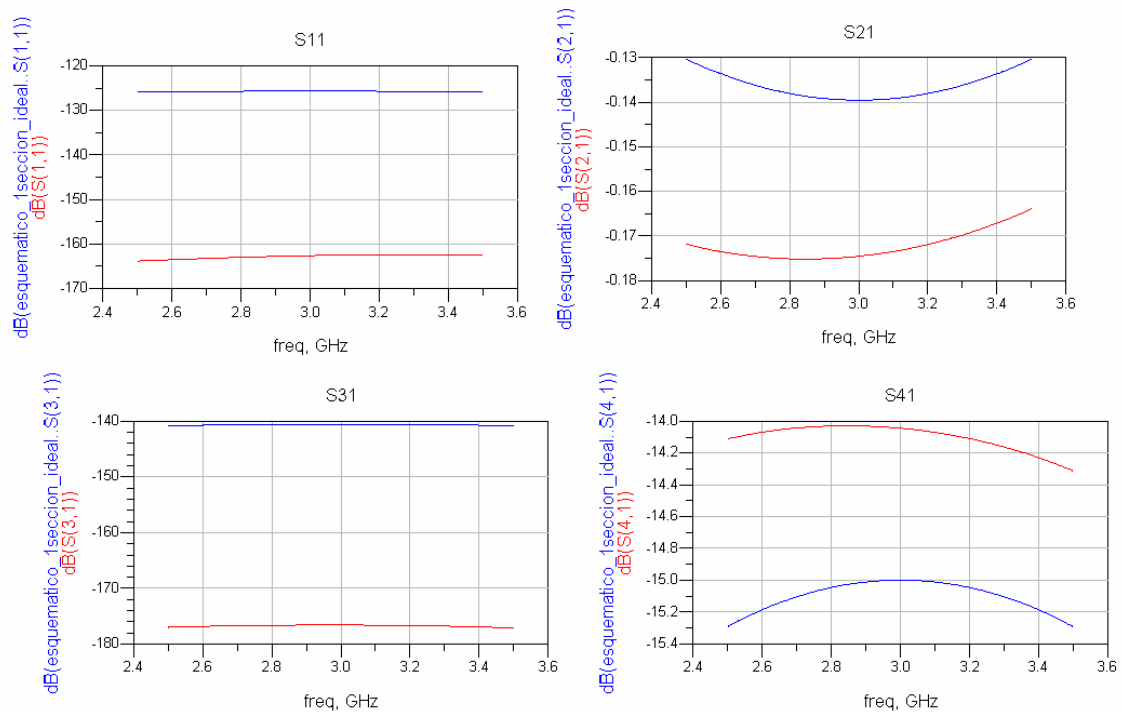 S11
dB(esquematico_1seccion_ideal..S(1,1))
dB(S(1,1))
-120
-130
-140
-150
-160
-170
2.4 2.6 2.8 3.0 3.2 3.4 3.6
freq, GHz
S21
dB(esquematico_1seccion_ideal..S(2,1))
dB(S(2,1))
-0.13
-0.14
-0.15
-0.16
-0.17
-0.18
2.4 2.6 2.8 3.0 3.2 3.4 3.6
freq, GHz
S31
dB(esquematico_1seccion_ideal..S(3,1))
dB(S(3,1))
-140
-150
-160
-170
-180
2.4 2.6 2.8 3.0 3.2 3.4 3.6
freq, GHz
S41
dB(esquematico_1seccion_ideal..S(4,1))
dB(S(4,1))
-14.0
-14.2
-14.4
-14.6
-14.8
-15.0
-15.2
-15.4
2.4 2.6 2.8 3.0 3.2 3.4 3.6
freq, GHz